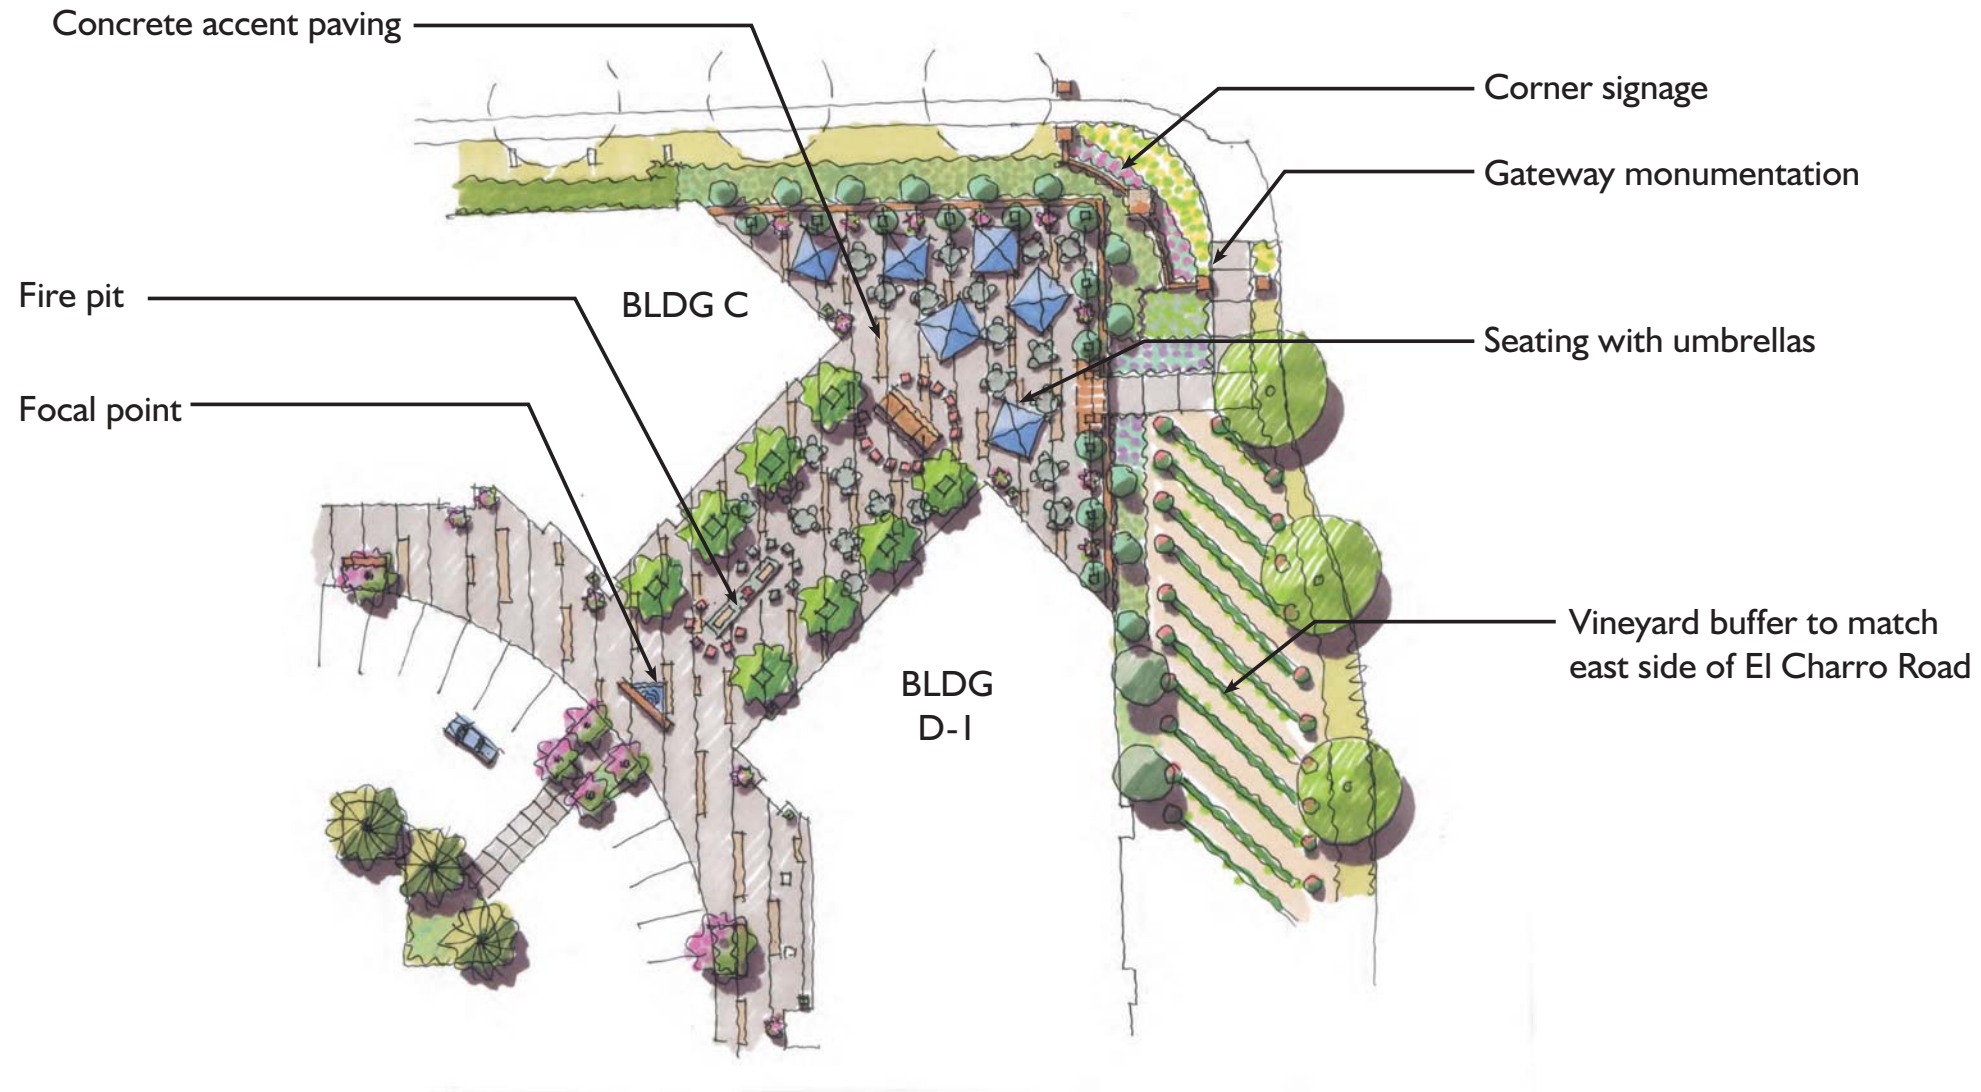 Concrete accent paving
Corner signage
Gateway monumentation
Fire pit
BLDG C
Seating with umbrellas
Focal point
Vineyard buffer to match
east side of El Charro Road
BLDG
D-1